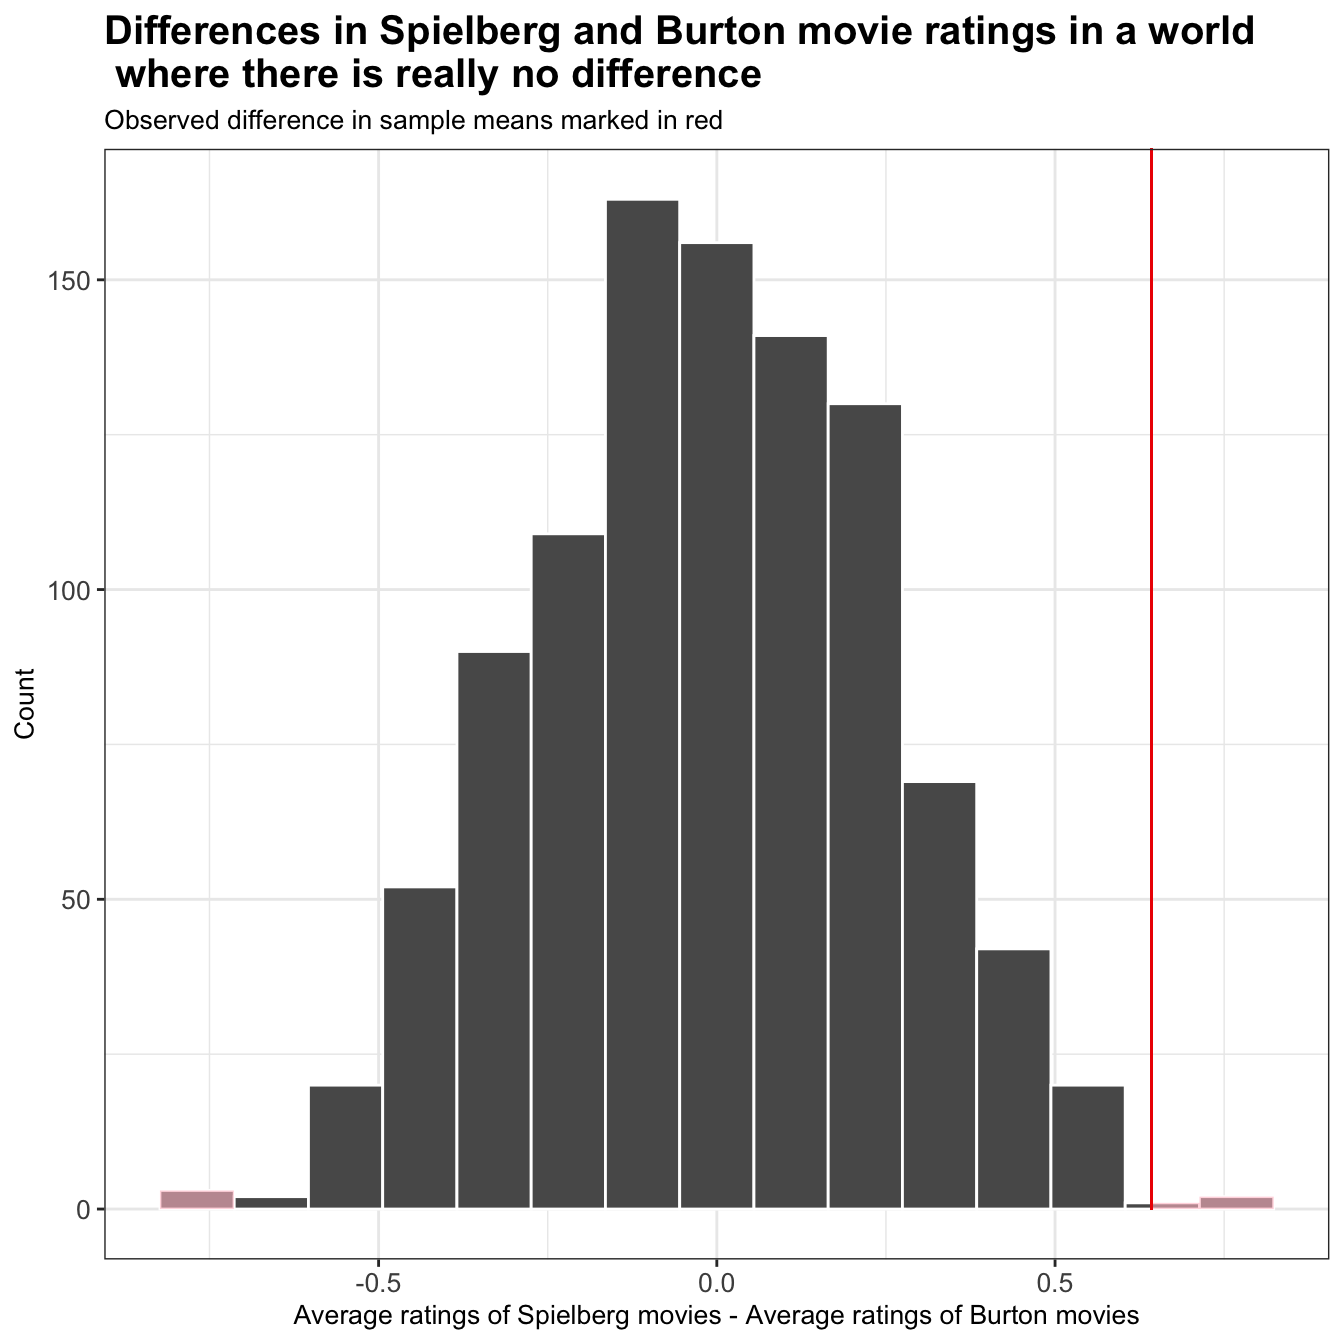 Differences in Spielberg and Burton movie ratings in a world
where there is really no difference
Observed difference in sample means marked in red
150
100
50
0
Count
-0.5
0.0
0.5
Average ratings of Spielberg movies - Average ratings of Burton movies